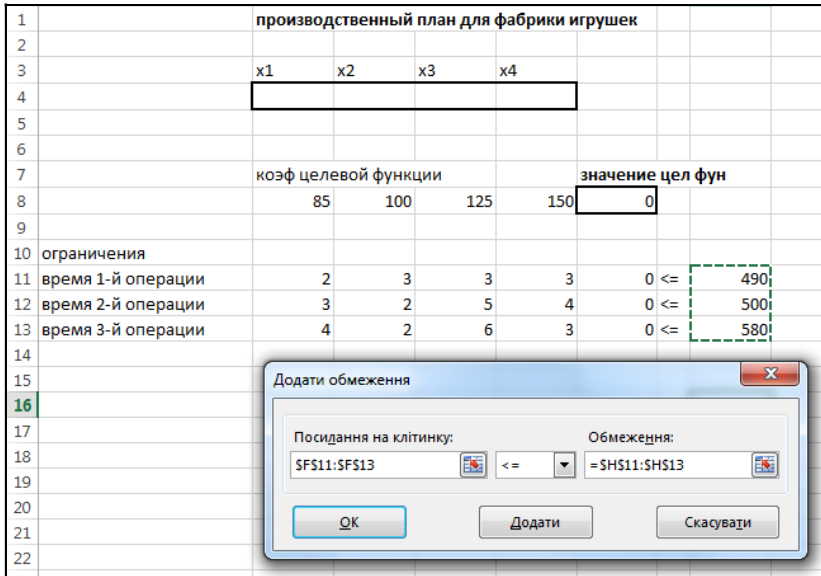 1 производственный план для фабрики игрушек
2
3 x1 x2 x3 x4
4
5
6
7 коэф целевой функции значение цел фун
8 85 100 125 150 0
9
10 ограничения
11 время 1-й операции 2 3 3 3 0 <= 490
12 время 2-й операции 3 2 5 4 0 <= 500
13 время 3-й операции 4 2 6 3 0 <= 580
14
15
16
17
18
19
20
21
22
Додати обмеження
Посилання на клітинку: Обмеження:
$F$11:$F$13 <= =$H$11:$H$13
OK Додати Скасувати